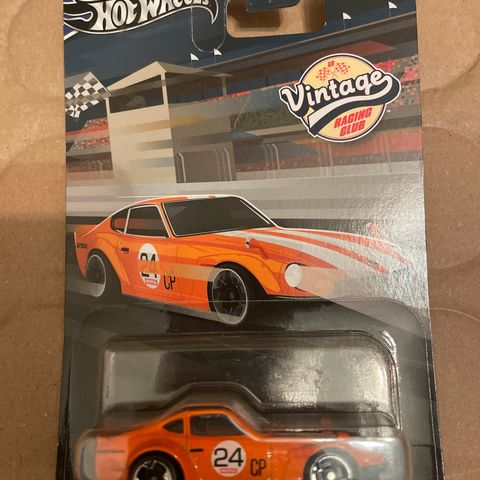 HOT WHEELS
Vintage
RACING CLUB
24
CP
24
CP